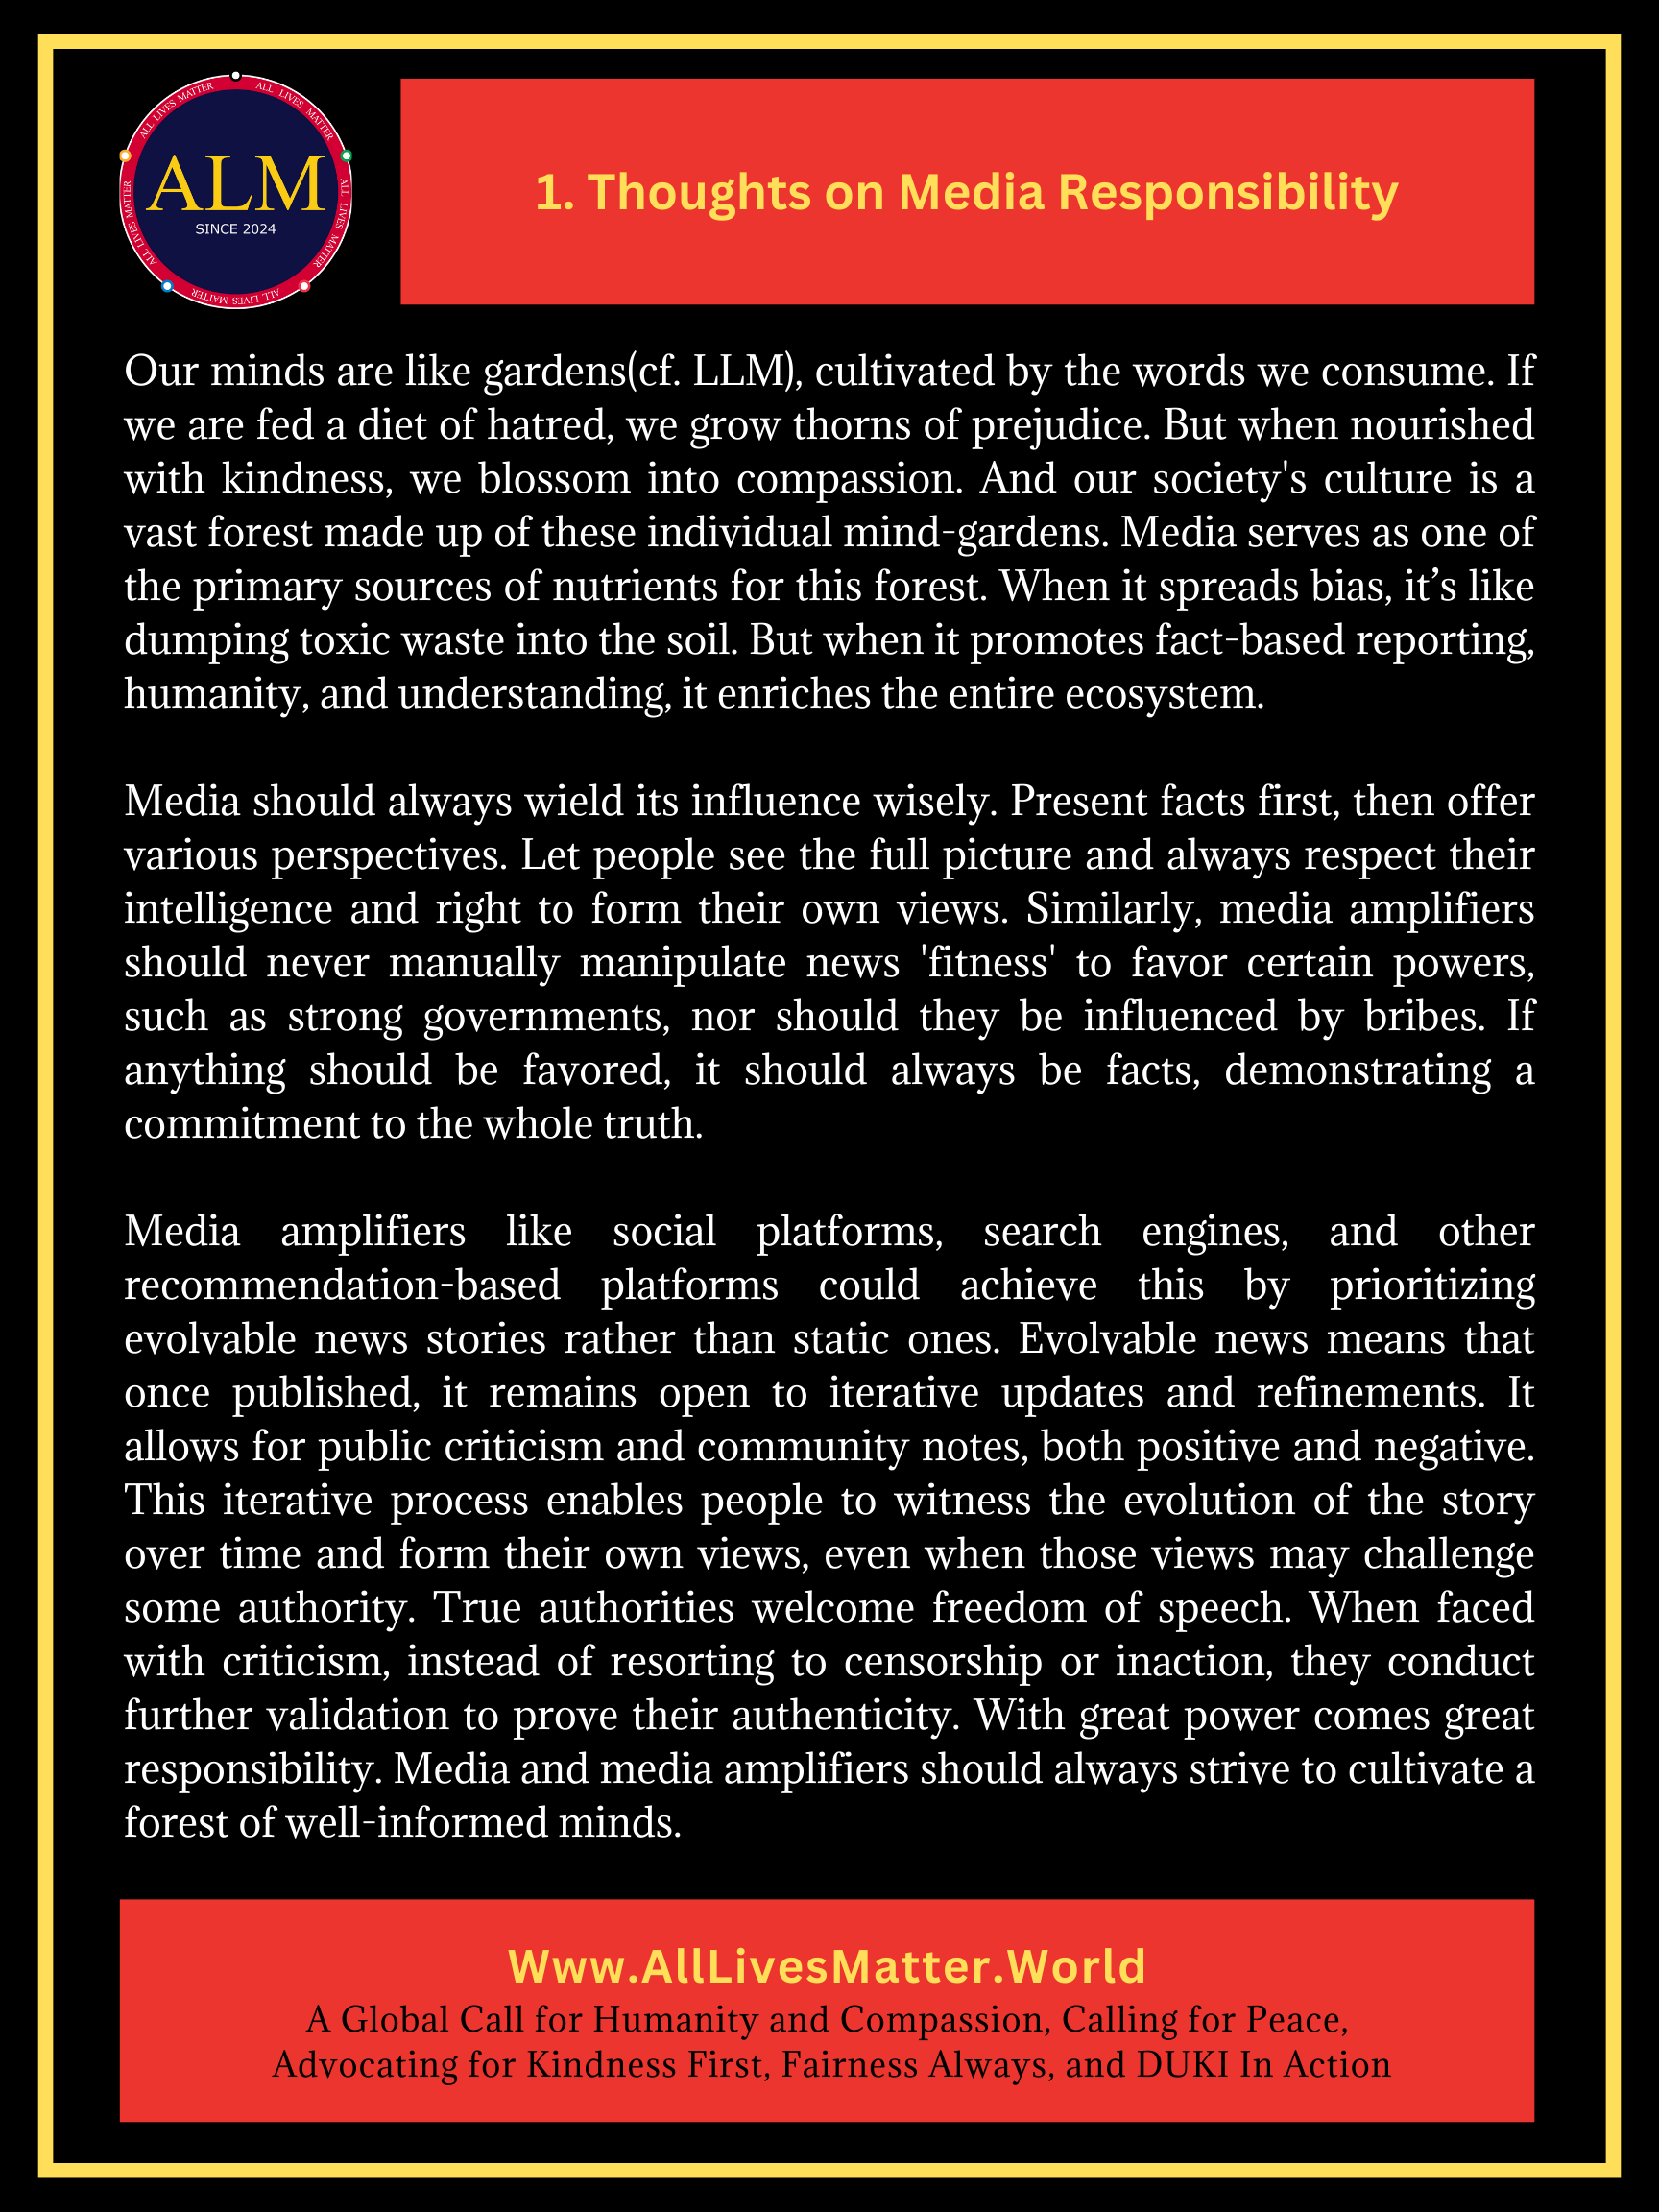 ALL LIVES MATTER
ALL LIVES MATTER
ALL LIVES MATTER
ALL LIVES MATTER
ALL LIVES MATTER
ALM
SINCE 2024
1. Thoughts on Media Responsibility
Our minds are like gardens(cf. LLM), cultivated by the words we consume. If
we are fed a diet of hatred, we grow thorns of prejudice. But when nourished
with kindness, we blossom into compassion. And our society's culture is a
vast forest made up of these individual mind-gardens. Media serves as one of
the primary sources of nutrients for this forest. When it spreads bias, it’s like
dumping toxic waste into the soil. But when it promotes fact-based reporting,
humanity, and understanding, it enriches the entire ecosystem.
Media should always wield its influence wisely. Present facts first, then offer
various perspectives. Let people see the full picture and always respect their
intelligence and right to form their own views. Similarly, media amplifiers
should never manually manipulate news 'fitness' to favor certain powers,
such as strong governments, nor should they be influenced by bribes. If
anything should be favored, it should always be facts, demonstrating a
commitment to the whole truth.
Media amplifiers like social platforms, search engines, and other
recommendation-based platforms could achieve this by prioritizing
evolvable news stories rather than static ones. Evolvable news means that
once published, it remains open to iterative updates and refinements. It
allows for public criticism and community notes, both positive and negative.
This iterative process enables people to witness the evolution of the story
over time and form their own views, even when those views may challenge
some authority. True authorities welcome freedom of speech. When faced
with criticism, instead of resorting to censorship or inaction, they conduct
further validation to prove their authenticity. With great power comes great
responsibility. Media and media amplifiers should always strive to cultivate a
forest of well-informed minds.
Www.AllLivesMatter.World
A Global Call for Humanity and Compassion, Calling for Peace,
Advocating for Kindness First, Fairness Always, and DUKI In Action